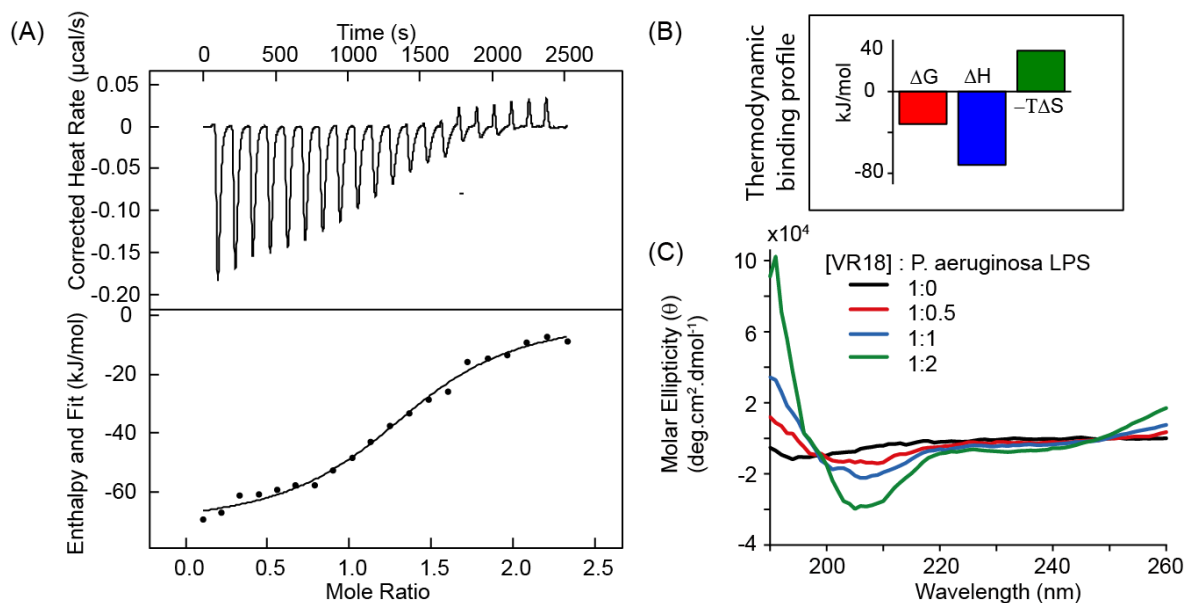 (A)
Time (s)
0 500 1000 1500 2000 2500
Corrected Heat Rate (µcal/s)
0.05
0
-0.05
-0.10
-0.15
-0.20
Enthalpy and Fit (kJ/mol)
0
-20
-40
-60
0.0 0.5 1.0 1.5 2.0 2.5
Mole Ratio
(B)
Thermodynamic
binding profile
kJ/mol
40
0
-80
ΔG ΔH
−TΔS
(C)
x10⁴
Molar Ellipticity (θ)
(deg.cm².dmol⁻¹)
10
6
2
-2
-4
[VR18] : P. aeruginosa LPS
1:0
1:0.5
1:1
1:2
200 220 240 260
Wavelength (nm)